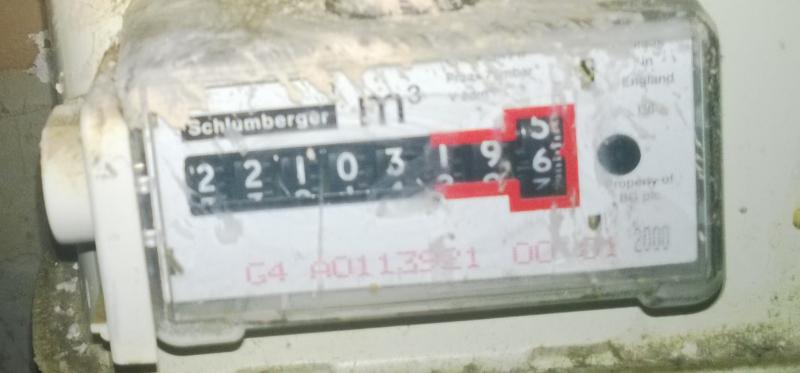 made
in
England
m³
Schlumberger
2 2 1 0 3 1 9 6
Property of
BG plc
2000
G4 A0113921 00 01